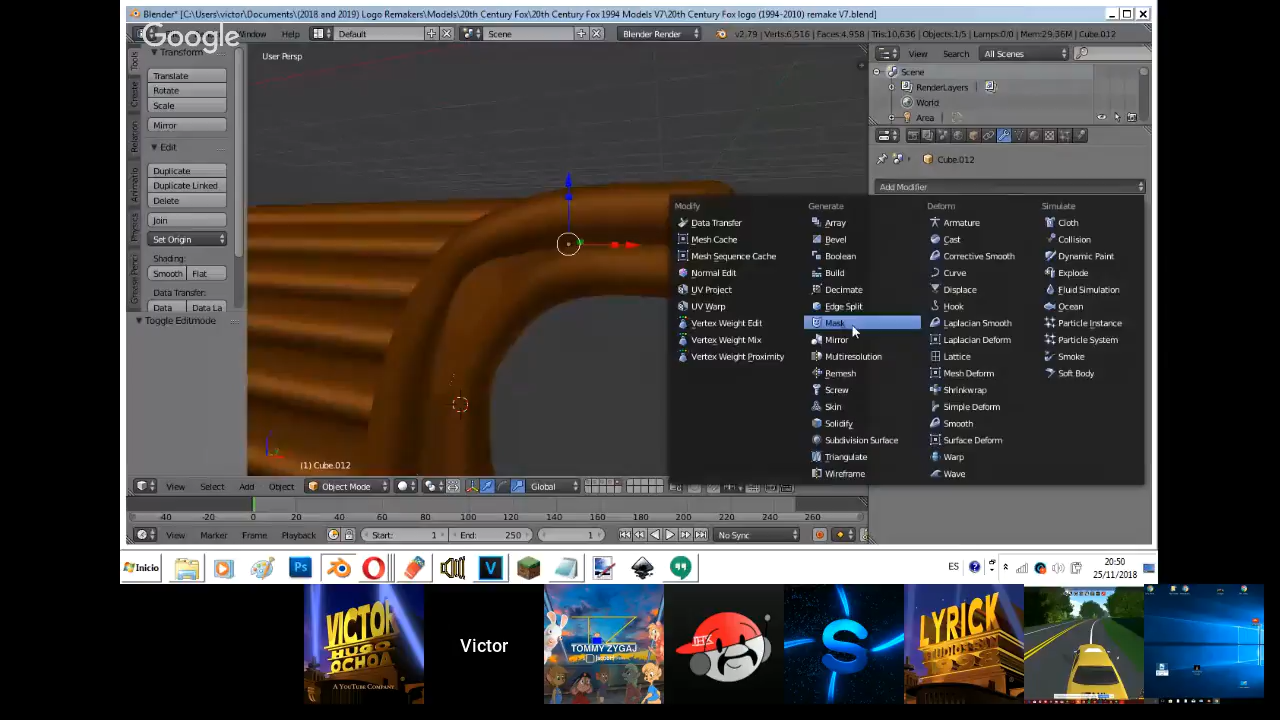 Blender* [C:\Users\victor\Documents\(2018 and 2019) Logo Remakers\Models\20th Century Fox\20th Century Fox 1994 Models V7\20th Century Fox logo (1994-2010) remake V7.blend]
Google
Window Help Default Scene Blender Render v2.79 | Verts:6,516 | Faces:4,958 | Tris:10,636 | Objects:1/5 | Lamps:0/0 | Mem:29.36M | Cube.012
Transform
Translate
Rotate
Scale
Mirror
Edit
Duplicate
Duplicate Linked
Delete
Join
Set Origin
Shading:
Smooth Flat
Data Transfer:
Data Data La
Toggle Editmode
Tools
Create
Relation
Animatio
Physics
Grease Penci
User Persp
(1) Cube.012
View Search All Scenes
Scene
RenderLayers
World
Area
Cube.012
Add Modifier
Modify
Data Transfer
Mesh Cache
Mesh Sequence Cache
Normal Edit
UV Project
UV Warp
Vertex Weight Edit
Vertex Weight Mix
Vertex Weight Proximity
Generate
Array
Bevel
Boolean
Build
Decimate
Edge Split
Mask
Mirror
Multiresolution
Remesh
Screw
Skin
Solidify
Subdivision Surface
Triangulate
Wireframe
Deform
Armature
Cast
Corrective Smooth
Curve
Displace
Hook
Laplacian Smooth
Laplacian Deform
Lattice
Mesh Deform
Shrinkwrap
Simple Deform
Smooth
Surface Deform
Warp
Wave
Simulate
Cloth
Collision
Dynamic Paint
Explode
Fluid Simulation
Ocean
Particle Instance
Particle System
Smoke
Soft Body
View Select Add Object Object Mode Global
-40 -20 0 20 40 60 80 100 120 140 160 180 200 220 240 260
View Marker Frame Playback Start: 1 End: 250 1 No Sync
Inicio Ps V ES 20:50
25/11/2018
VICTOR
HUGO
OCHOA
A YOUTUBE COMPANY
Victor
TOMMY ZYGAJ
S
LYRICK
STUDIOS